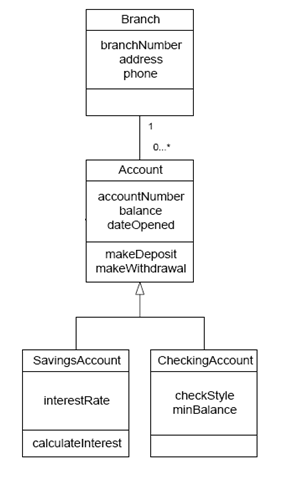 Branch
branchNumber
address
phone
1
0...*
Account
accountNumber
balance
dateOpened
makeDeposit
makeWithdrawal
SavingsAccount
interestRate
calculateInterest
CheckingAccount
checkStyle
minBalance